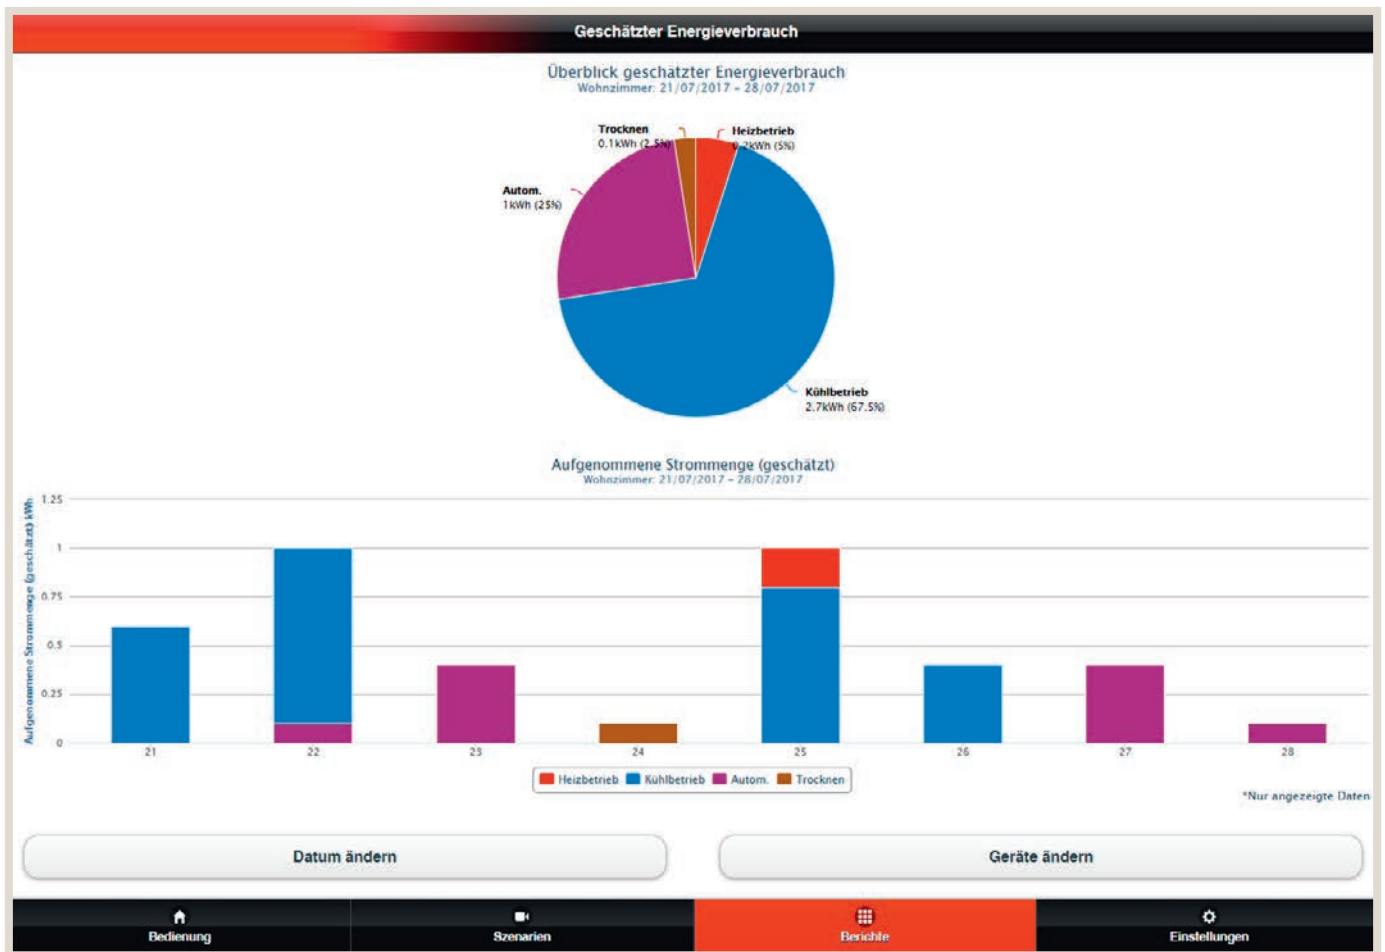 Geschätzter Energieverbrauch
Überblick geschätzter Energieverbrauch
Wohnzimmer: 21/07/2017 - 28/07/2017
Trocknen
0.1kWh (2.5%)
Heizbetrieb
0.2kWh (5%)
Autom.
1kWh (25%)
Kühlbetrieb
2.7kWh (67.5%)
Aufgenommene Strommenge (geschätzt)
Wohnzimmer: 21/07/2017 - 28/07/2017
Aufgenommene Strommenge (geschätzt) kWh
1.25
1
0.75
0.5
0.25
0
21 22 23 24 25 26 27 28
Heizbetrieb Kühlbetrieb Autom. Trocknen
*Nur angezeigte Daten
Datum ändern Geräte ändern
Bedienung Szenarien Berichte Einstellungen